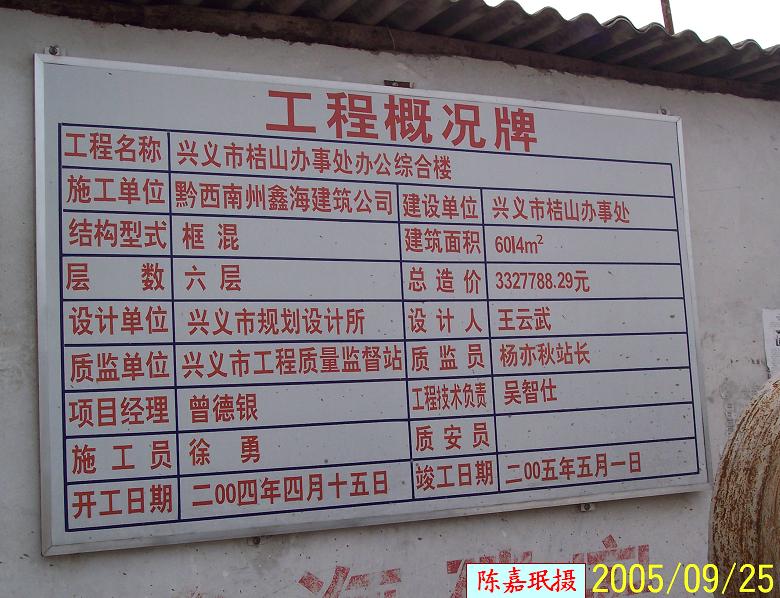 工程概况牌
工程名称 兴义市桔山办事处办公综合楼
施工单位 黔西南州鑫海建筑公司 建设单位 兴义市桔山办事处
结构型式 框混 建筑面积 6014m²
层数 六层 总造价 3327788.29元
设计单位 兴义市规划设计所 设计人 王云武
质监单位 兴义市工程质量监督站 质监员 杨亦秋站长
项目经理 曾德银 工程技术负责 吴智仕
施工员 徐勇 质安员
开工日期 二00四年四月十五日 竣工日期 二00五年五月一日
陈嘉珉摄 2005/09/25